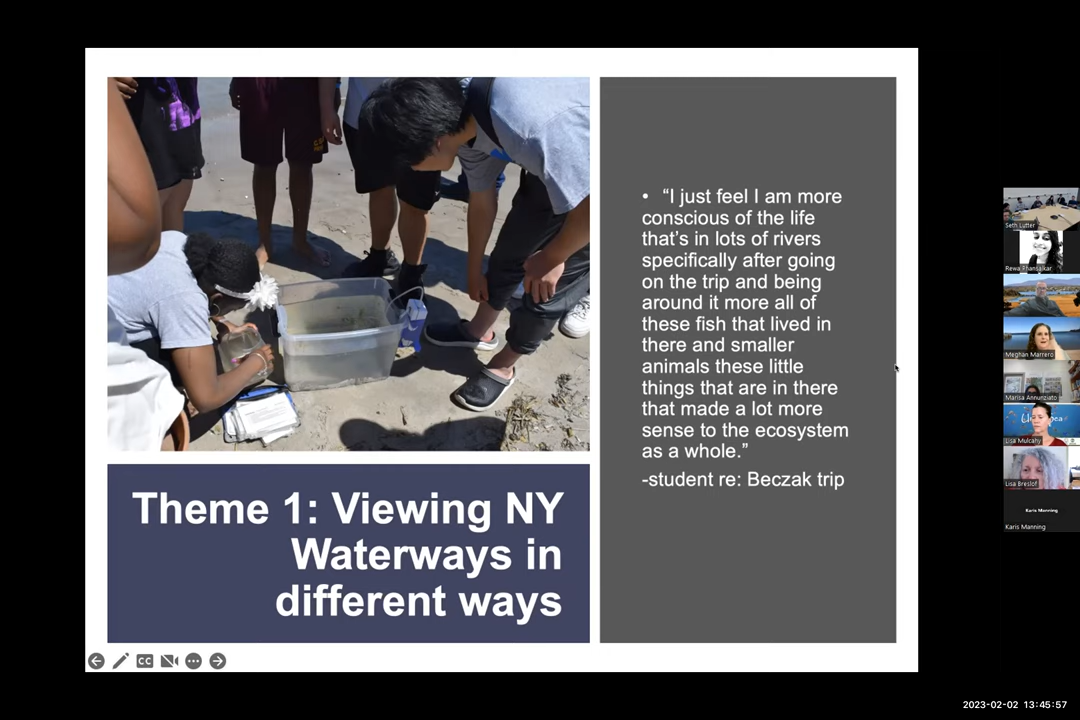 • “I just feel I am more
conscious of the life
that’s in lots of rivers
specifically after going
on the trip and being
around it more all of
these fish that lived in
there and smaller
animals these little
things that are in there
that made a lot more
sense to the ecosystem
as a whole.”
-student re: Beczak trip
Theme 1: Viewing NY
Waterways in
different ways
CC
Seth Lutter
Rewa Phansalkar
Meghan Marrero
Marisa Annunziato
Lisa Mulcahy
Lisa Breslof
Karis Manning
Karis Manning
2023-02-02 13:45:57